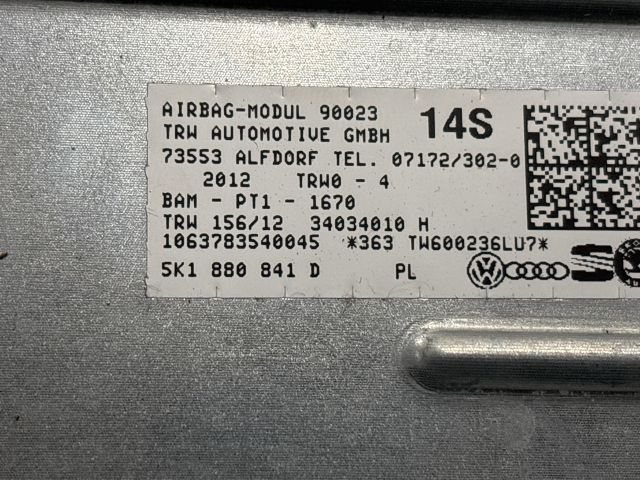 AIRBAG-MODUL 90023 14S
TRW AUTOMOTIVE GMBH
73553 ALFDORF TEL. 07172/302-0
2012 TRW0 - 4
BAM - PT1 - 1670
TRW 156/12 34034010 H
1063783540045 *363 TW600236LU7*
5K1 880 841 D PL